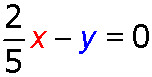 2/5 x − y = 0